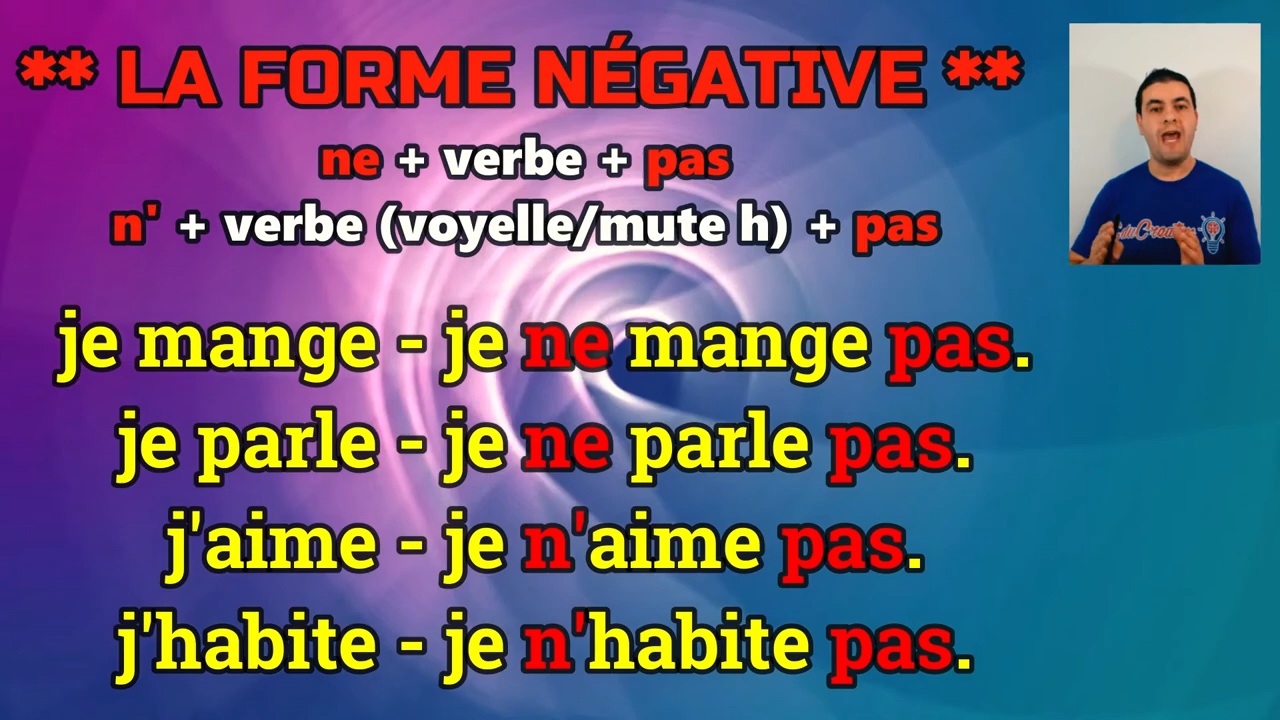 ** LA FORME NÉGATIVE **
ne + verbe + pas
n' + verbe (voyelle/mute h) + pas
je mange - je ne mange pas.
je parle - je ne parle pas.
j'aime - je n'aime pas.
j'habite - je n'habite pas.